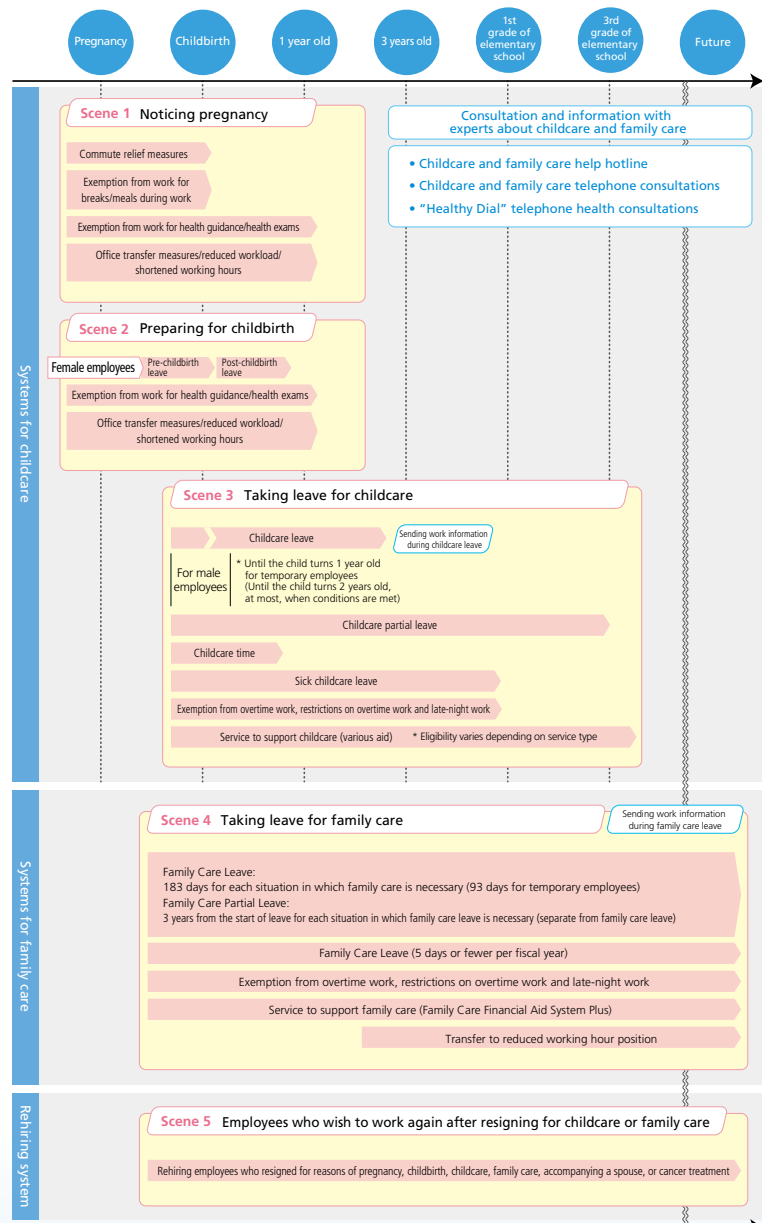 Pregnancy
Childbirth
1 year old
3 years old
1st
grade of
elementary
school
3rd
grade of
elementary
school
Future
Systems for childcare
Scene 1 Noticing pregnancy
Commute relief measures
Exemption from work for
breaks/meals during work
Exemption from work for health guidance/health exams
Office transfer measures/reduced workload/
shortened working hours
Consultation and information with
experts about childcare and family care
• Childcare and family care help hotline
• Childcare and family care telephone consultations
• “Healthy Dial” telephone health consultations
Scene 2 Preparing for childbirth
Female employees
Pre-childbirth
leave
Post-childbirth
leave
Exemption from work for health guidance/health exams
Office transfer measures/reduced workload/
shortened working hours
Scene 3 Taking leave for childcare
Childcare leave
Sending work information
during childcare leave
For male
employees
* Until the child turns 1 year old
for temporary employees
(Until the child turns 2 years old,
at most, when conditions are met)
Childcare partial leave
Childcare time
Sick childcare leave
Exemption from overtime work, restrictions on overtime work and late-night work
Service to support childcare (various aid) * Eligibility varies depending on service type
Systems for family care
Scene 4 Taking leave for family care
Sending work information
during family care leave
Family Care Leave:
183 days for each situation in which family care is necessary (93 days for temporary employees)
Family Care Partial Leave:
3 years from the start of leave for each situation in which family care leave is necessary (separate from family care leave)
Family Care Leave (5 days or fewer per fiscal year)
Exemption from overtime work, restrictions on overtime work and late-night work
Service to support family care (Family Care Financial Aid System Plus)
Transfer to reduced working hour position
Rehiring system
Scene 5 Employees who wish to work again after resigning for childcare or family care
Rehiring employees who resigned for reasons of pregnancy, childbirth, childcare, family care, accompanying a spouse, or cancer treatment